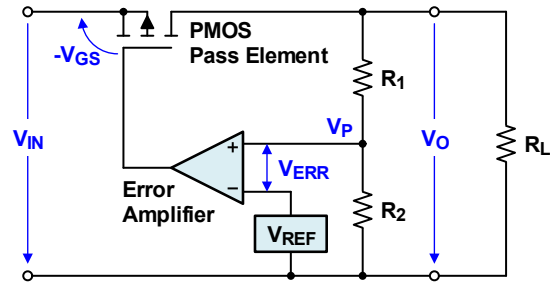 PMOS
Pass Element
-VGS
R1
VP
VIN
VO
RL
+
VERR
−
Error
Amplifier
R2
VREF